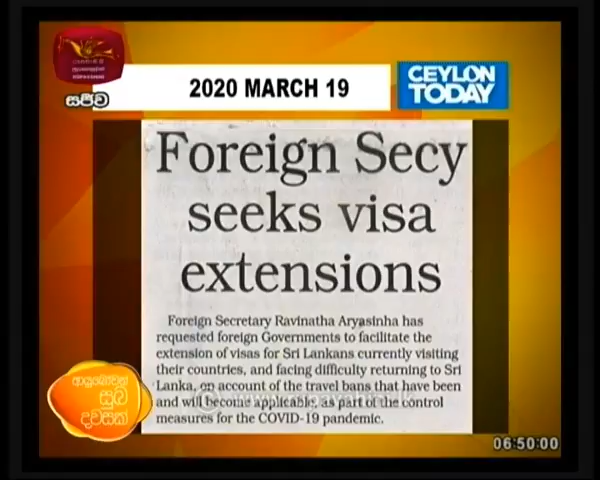 සජීව
2020 MARCH 19
CEYLON
TODAY
Foreign Secy
seeks visa
extensions
Foreign Secretary Ravinatha Aryasinha has
requested foreign Governments to facilitate the
extension of visas for Sri Lankans currently visiting
their countries, and facing difficulty returning to Sri
Lanka, on account of the travel bans that have been
and will become applicable, as part of the control
measures for the COVID-19 pandemic.
ආයුබෝවන්
සුබ
දවසක්
06:50:00